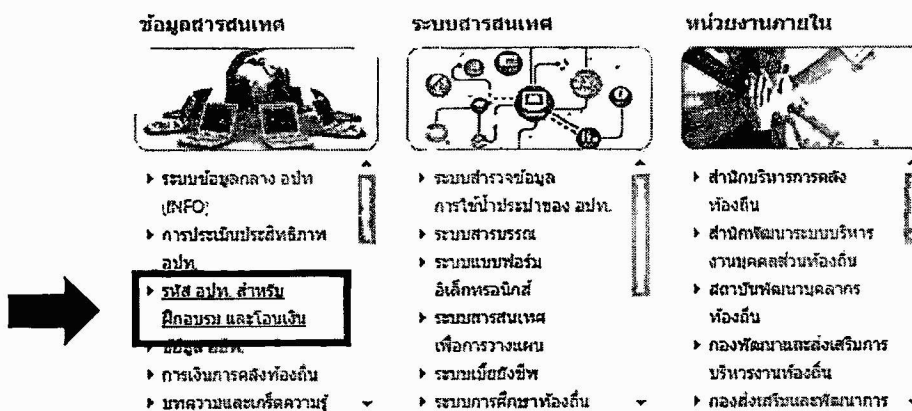 ข้อมูลสารสนเทศ
ระบบข้อมูลกลาง อปท
(INFO)
การประเมินประสิทธิภาพ
อปท.
รหัส อปท. สำหรับ
ฝึกอบรม และโอนเงิน
การเงินการคลังท้องถิ่น
บทความและเกร็ดความรู้
ระบบสารสนเทศ
ระบบสำรวจข้อมูล
การใช้น้ำประปาของ อปท.
ระบบสารบรรณ
ระบบแบบฟอร์ม
อิเล็กทรอนิกส์
ระบบสารสนเทศ
เพื่อการวางแผน
ระบบเบี้ยยังชีพ
ระบบการศึกษาท้องถิ่น
หน่วยงานภายใน
สำนักบริหารการคลัง
ท้องถิ่น
สำนักพัฒนาระบบบริหาร
งานบุคคลส่วนท้องถิ่น
สถาบันพัฒนาบุคลากร
ท้องถิ่น
กองพัฒนาและส่งเสริมการ
บริหารงานท้องถิ่น
กองส่งเสริมและพัฒนาการ